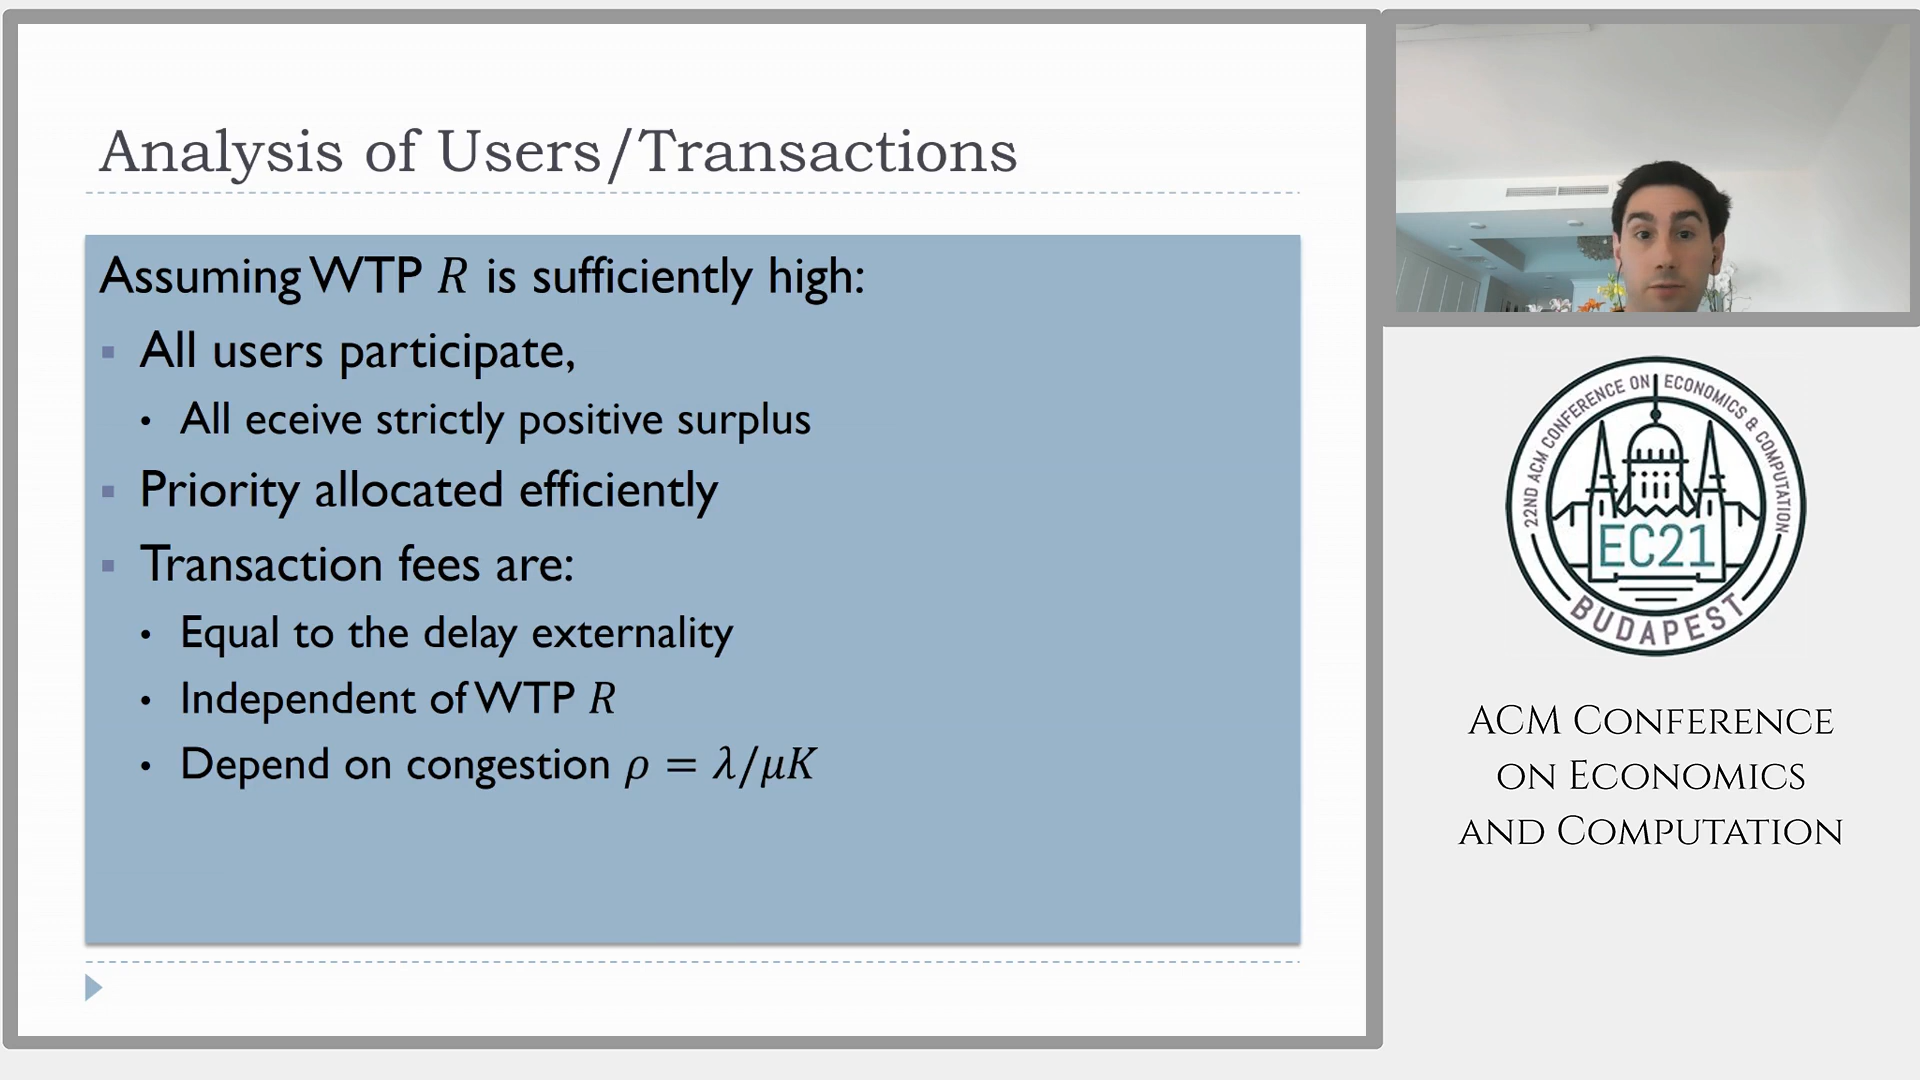 Analysis of Users/Transactions
Assuming WTP R is sufficiently high:
▪ All users participate,
• All eceive strictly positive surplus
▪ Priority allocated efficiently
▪ Transaction fees are:
• Equal to the delay externality
• Independent of WTP R
• Depend on congestion ρ = λ/μK
22ND ACM CONFERENCE ON ECONOMICS & COMPUTATION
EC21
BUDAPEST
ACM CONFERENCE
ON ECONOMICS
AND COMPUTATION